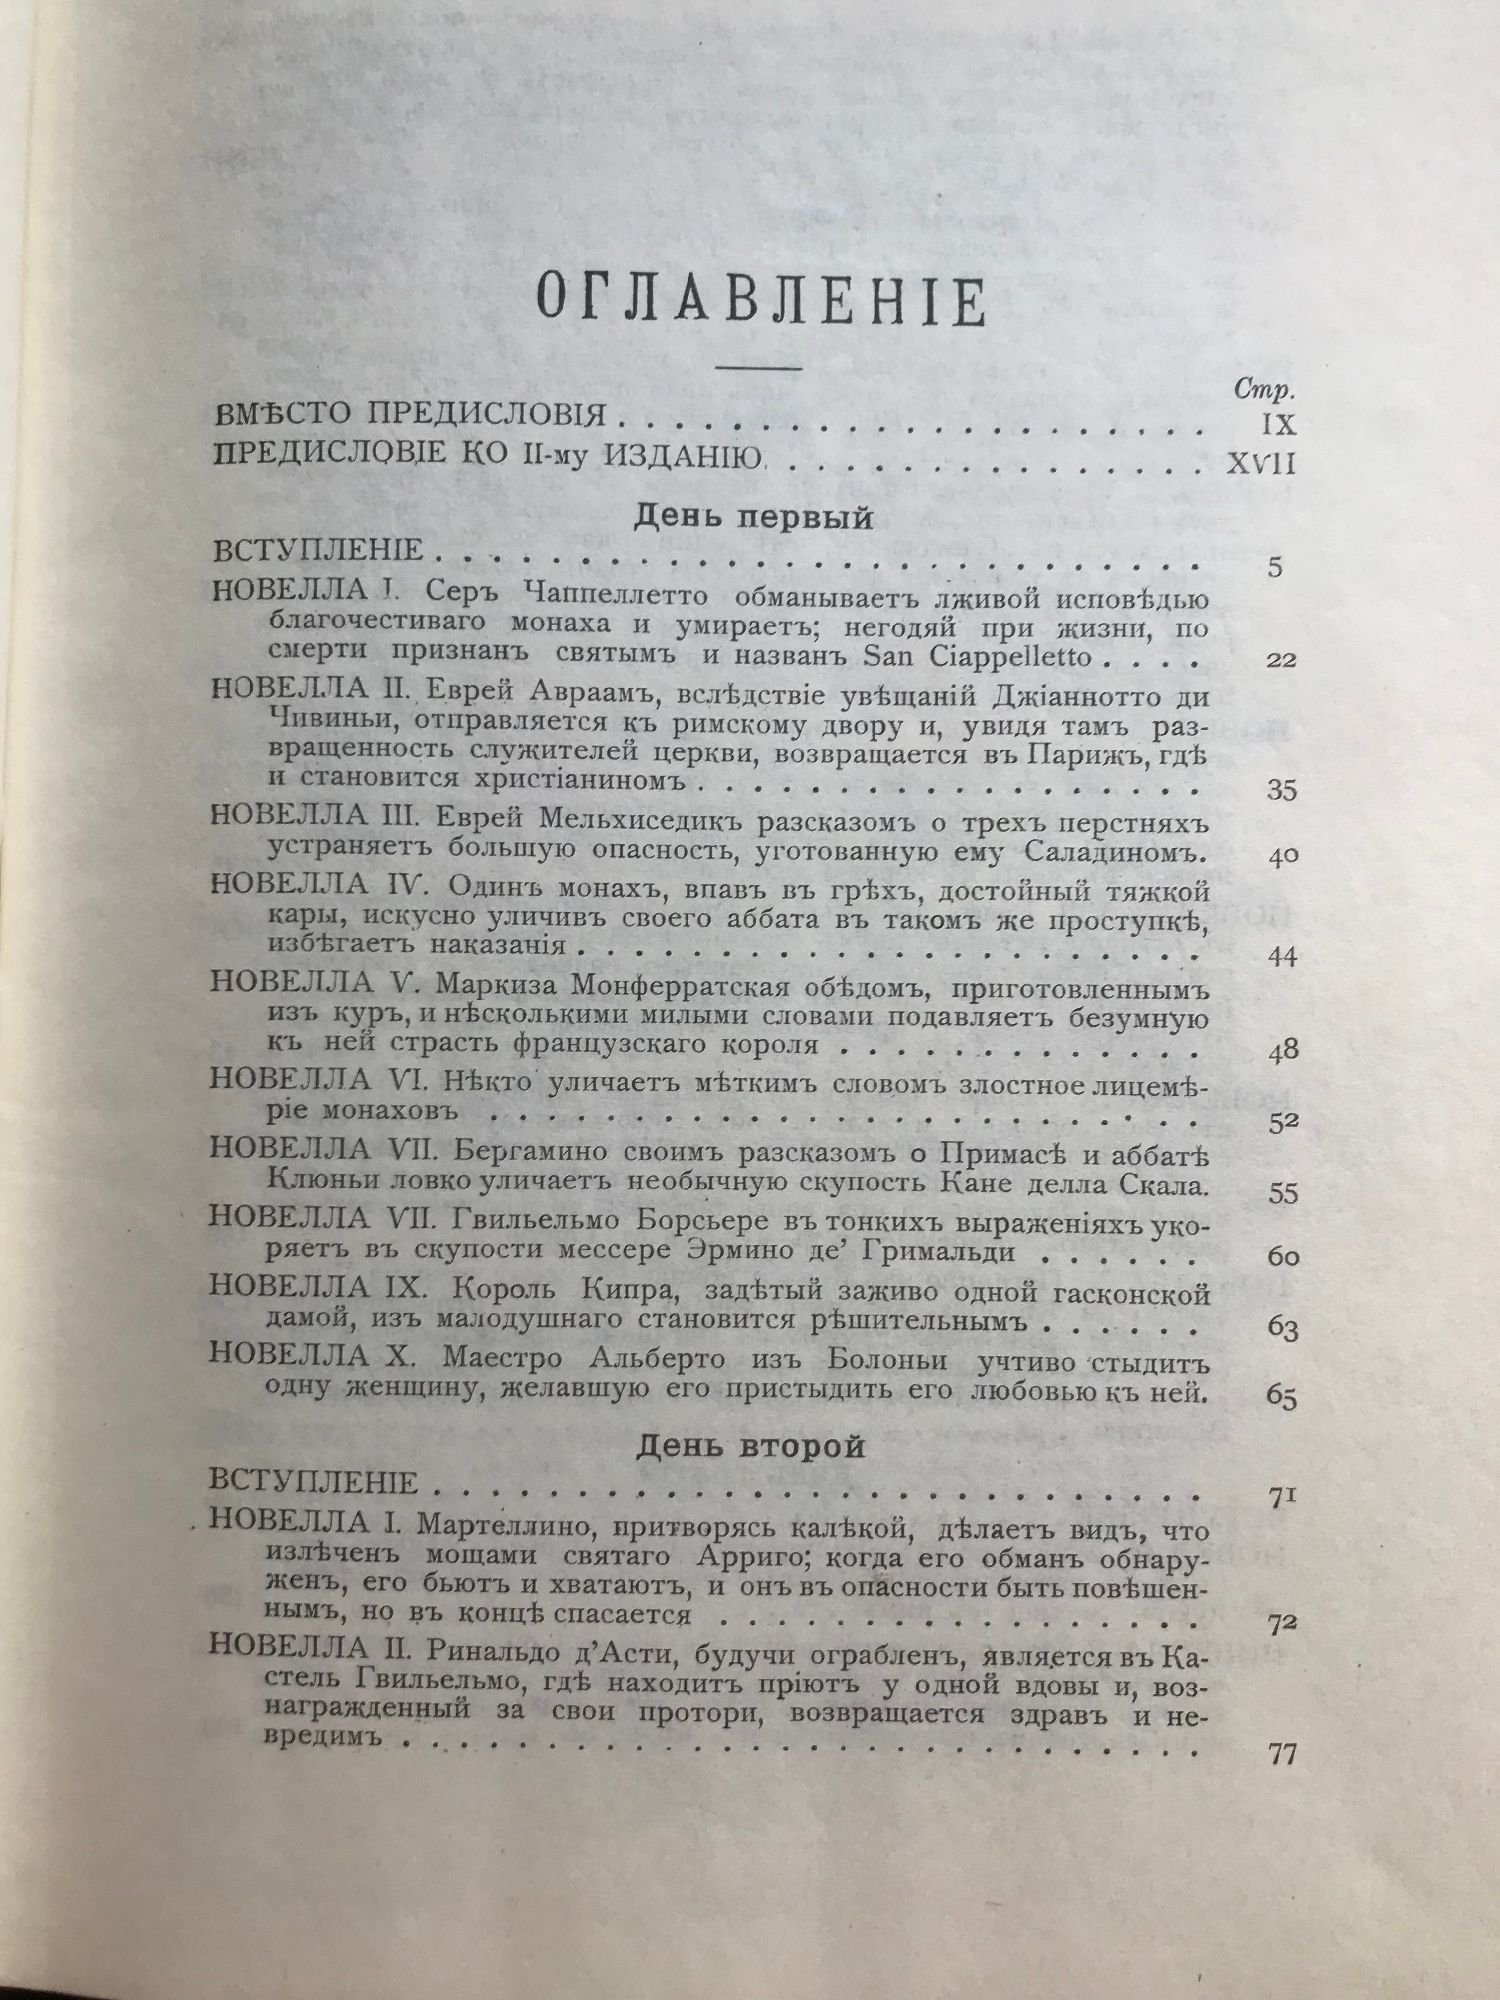 ОГЛАВЛЕНІЕ
Стр.
ВМѢСТО ПРЕДИСЛОВІЯ . . . . . . . . . . . . . . . . . . . . . IX
ПРЕДИСЛОВІЕ КО II-му ИЗДАНІЮ. . . . . . . . . . . . . . . . XVII
День первый
ВСТУПЛЕНІЕ . . . . . . . . . . . . . . . . . . . . . . . . . . . 5
НОВЕЛЛА I. Серъ Чаппеллетто обманываетъ лживой исповѣдью
благочестиваго монаха и умираетъ; негодяй при жизни, по
смерти признанъ святымъ и названъ San Ciappelletto . . . . 22
НОВЕЛЛА II. Еврей Авраамъ, вслѣдствіе увѣщаній Джіаннотто ди
Чивиньи, отправляется къ римскому двору и, увидя тамъ раз-
вращенность служителей церкви, возвращается въ Парижъ, гдѣ
и становится христіаниномъ . . . . . . . . . . . . . . . . . . 35
НОВЕЛЛА III. Еврей Мельхиседикъ разсказомъ о трехъ перстняхъ
устраняетъ большую опасность, уготованную ему Саладиномъ. 40
НОВЕЛЛА IV. Одинъ монахъ, впавъ въ грѣхъ, достойный тяжкой
кары, искусно уличивъ своего аббата въ такомъ же проступкѣ,
избѣгаетъ наказанія . . . . . . . . . . . . . . . . . . . . . . 44
НОВЕЛЛА V. Маркиза Монферратская обѣдомъ, приготовленнымъ
изъ куръ, и нѣсколькими милыми словами подавляетъ безумную
къ ней страсть французскаго короля . . . . . . . . . . . . . 48
НОВЕЛЛА VI. Нѣкто уличаетъ мѣткимъ словомъ злостное лицемѣ-
ріе монаховъ . . . . . . . . . . . . . . . . . . . . . . . . . 52
НОВЕЛЛА VII. Бергамино своимъ разсказомъ о Примасѣ и аббатѣ
Клюньи ловко уличаетъ необычную скупость Кане делла Скала. 55
НОВЕЛЛА VII. Гвильельмо Борсьере въ тонкихъ выраженіяхъ уко-
ряетъ въ скупости мессере Эрмино де’ Гримальди . . . . . . 60
НОВЕЛЛА IX. Король Кипра, задѣтый заживо одной гасконской
дамой, изъ малодушнаго становится рѣшительнымъ . . . . . . 63
НОВЕЛЛА X. Маестро Альберто изъ Болоньи учтиво стыдитъ
одну женщину, желавшую его пристыдить его любовью къ ней. 65
День второй
ВСТУПЛЕНІЕ . . . . . . . . . . . . . . . . . . . . . . . . . . . 71
НОВЕЛЛА I. Мартеллино, притворясь калѣкой, дѣлаетъ видъ, что
излѣченъ мощами святаго Арриго; когда его обманъ обнару-
женъ, его бьютъ и хватаютъ, и онъ въ опасности быть повѣшен-
нымъ, но въ концѣ спасается . . . . . . . . . . . . . . . . . 72
НОВЕЛЛА II. Ринальдо д’Асти, будучи ограбленъ, является въ Ка-
стель Гвильельмо, гдѣ находитъ пріютъ у одной вдовы и, воз-
награжденный за свои протори, возвращается здравъ и не-
вредимъ . . . . . . . . . . . . . . . . . . . . . . . . . . . . 77